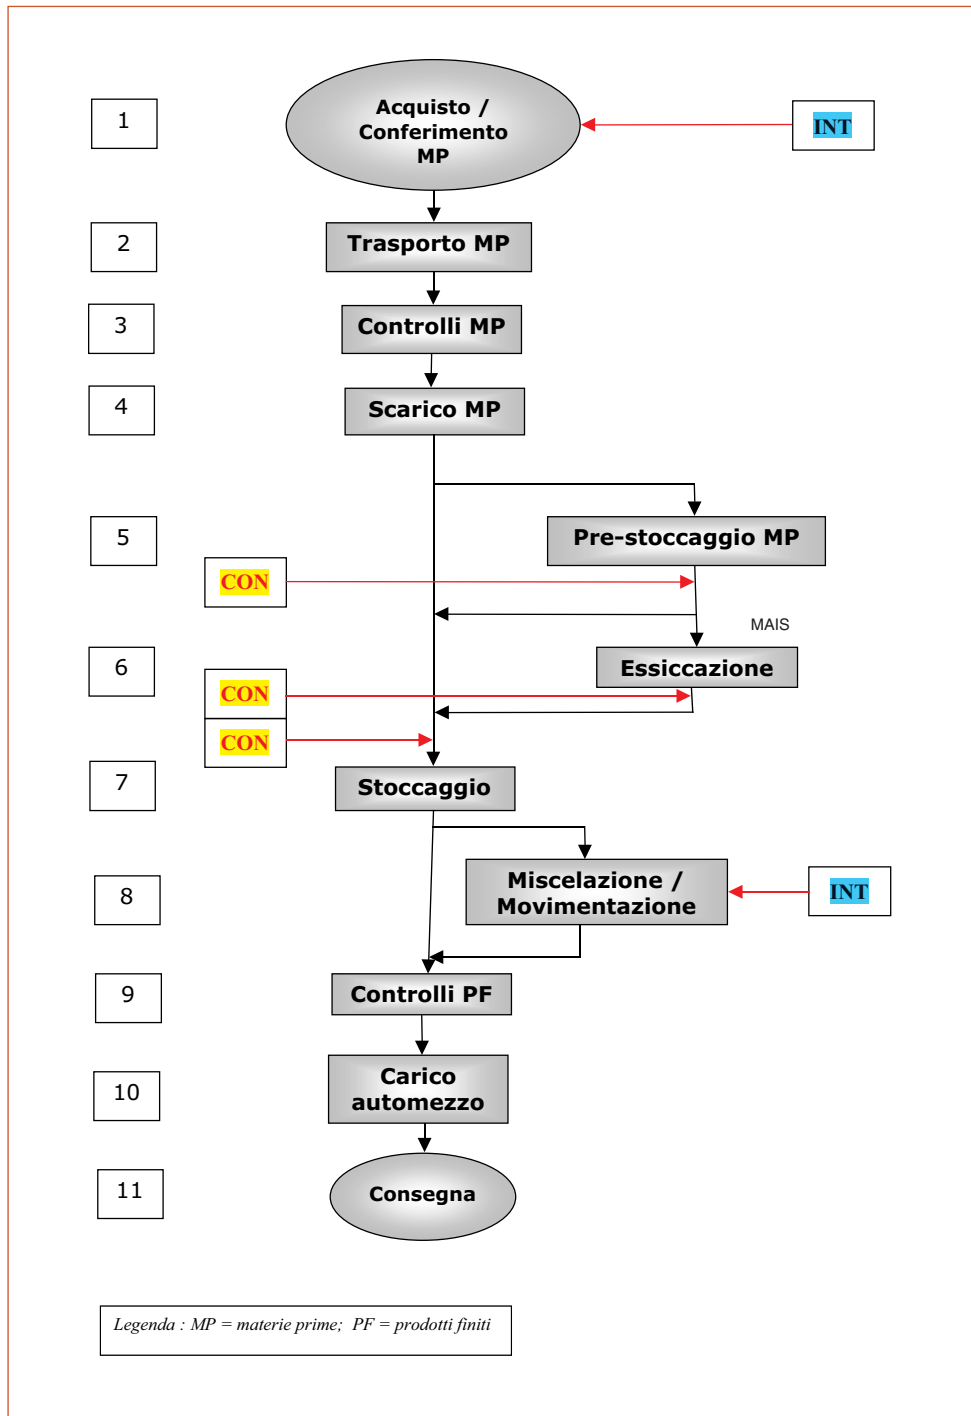 1
Acquisto /
Conferimento
MP
INT
2
Trasporto MP
3
Controlli MP
4
Scarico MP
5
Pre-stoccaggio MP
CON
MAIS
6
Essiccazione
CON
CON
7
Stoccaggio
8
Miscelazione /
Movimentazione
INT
9
Controlli PF
10
Carico
automezzo
11
Consegna
Legenda : MP = materie prime; PF = prodotti finiti